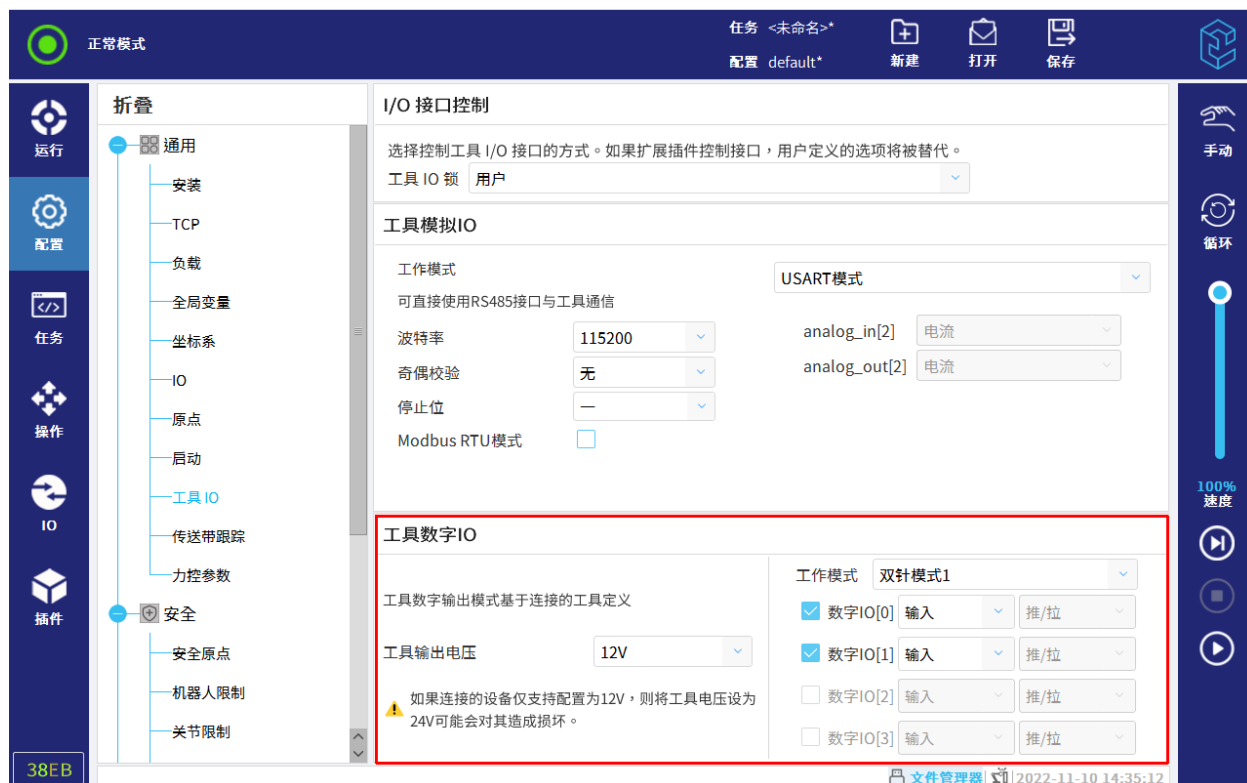 正常模式
任务 <未命名>*
配置 default*
新建
打开
保存
运行
配置
任务
操作
IO
插件
38EB
折叠
通用
安装
TCP
负载
全局变量
坐标系
IO
原点
启动
工具 IO
传送带跟踪
力控参数
安全
安全原点
机器人限制
关节限制
I/O 接口控制
选择控制工具 I/O 接口的方式。如果扩展插件控制接口，用户定义的选项将被替代。
工具 IO 锁 用户
工具模拟IO
工作模式 USART模式
可直接使用RS485接口与工具通信
波特率 115200
奇偶校验 无
停止位 一
Modbus RTU模式
analog_in[2] 电流
analog_out[2] 电流
工具数字IO
工具数字输出模式基于连接的工具定义
工具输出电压 12V
如果连接的设备仅支持配置为12V，则将工具电压设为
24V可能会对其造成损坏。
工作模式 双针模式1
数字IO[0] 输入 推/拉
数字IO[1] 输入 推/拉
数字IO[2] 输入 推/拉
数字IO[3] 输入 推/拉
手动
循环
100%
速度
文件管理器 2022-11-10 14:35:12